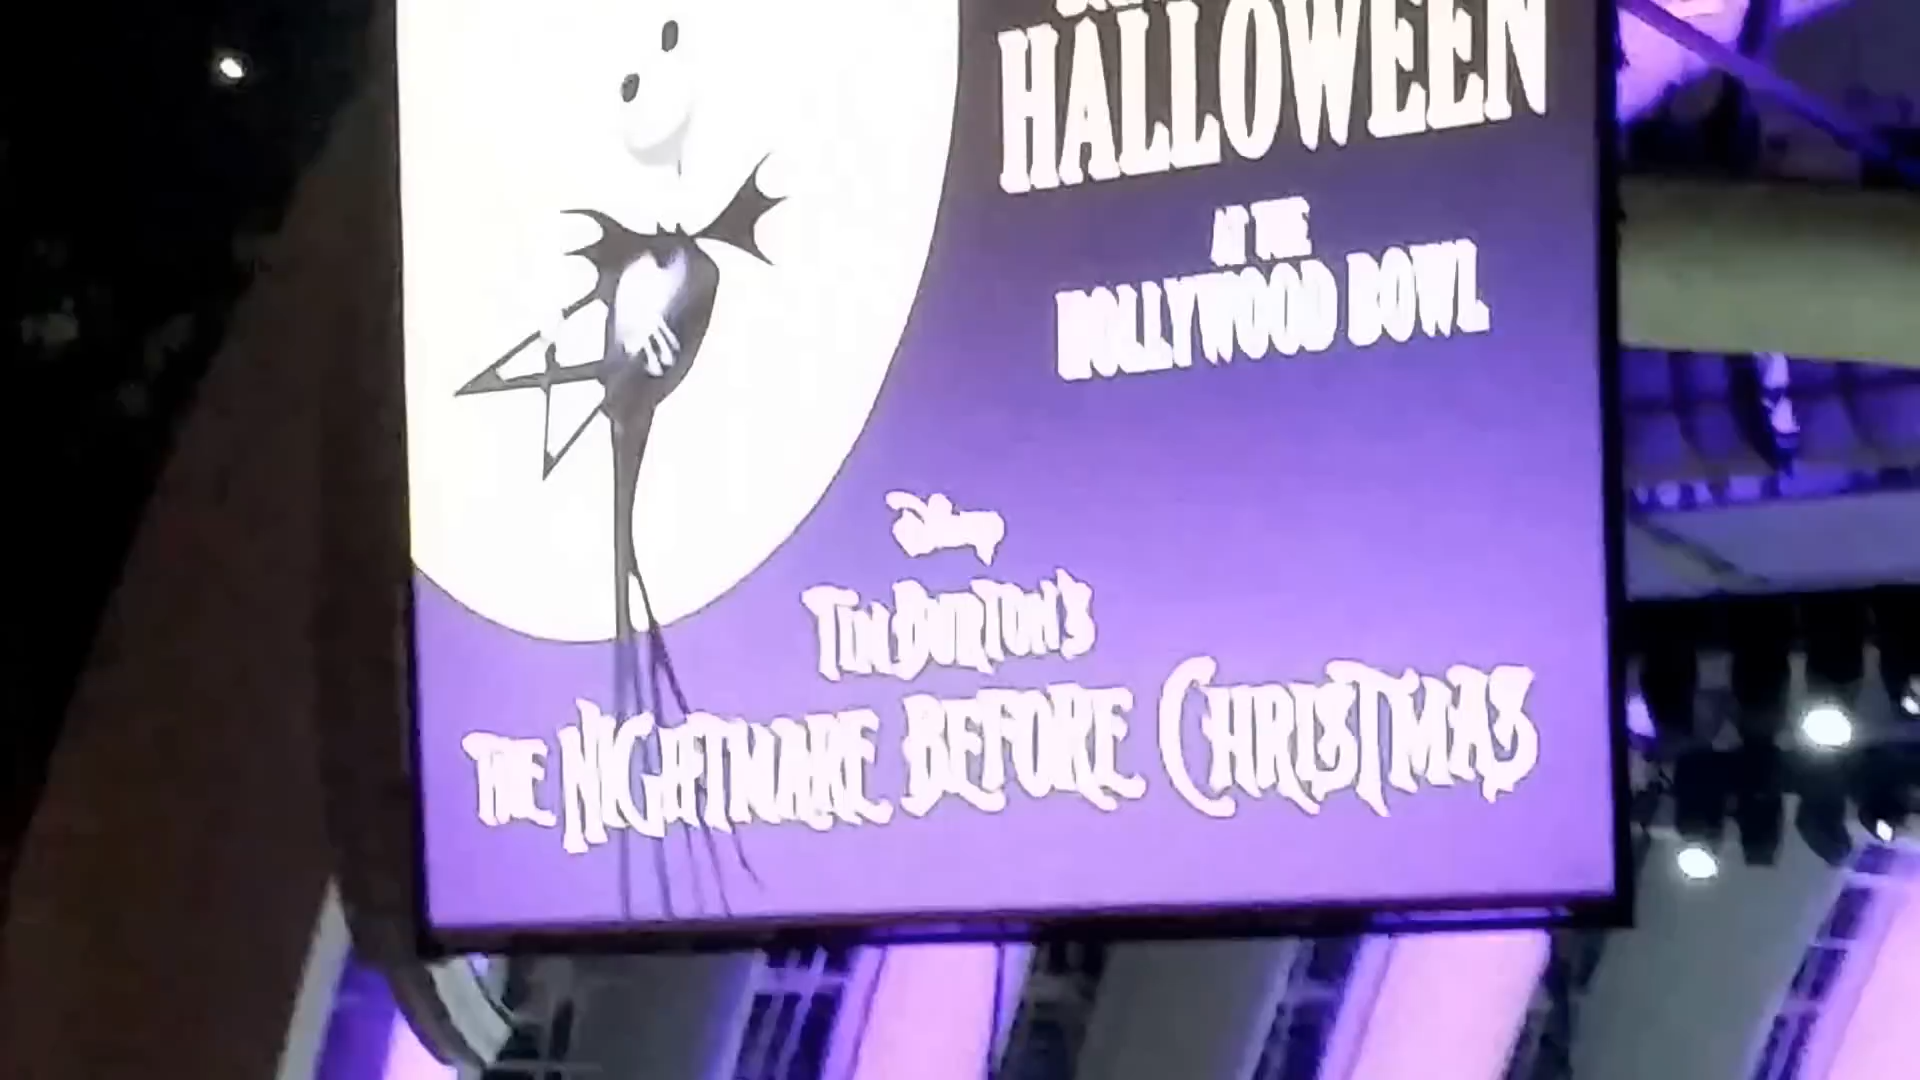 HALLOWEEN
AT THE
HOLLYWOOD BOWL
Disney
TIM BURTON'S
THE NIGHTMARE BEFORE CHRISTMAS